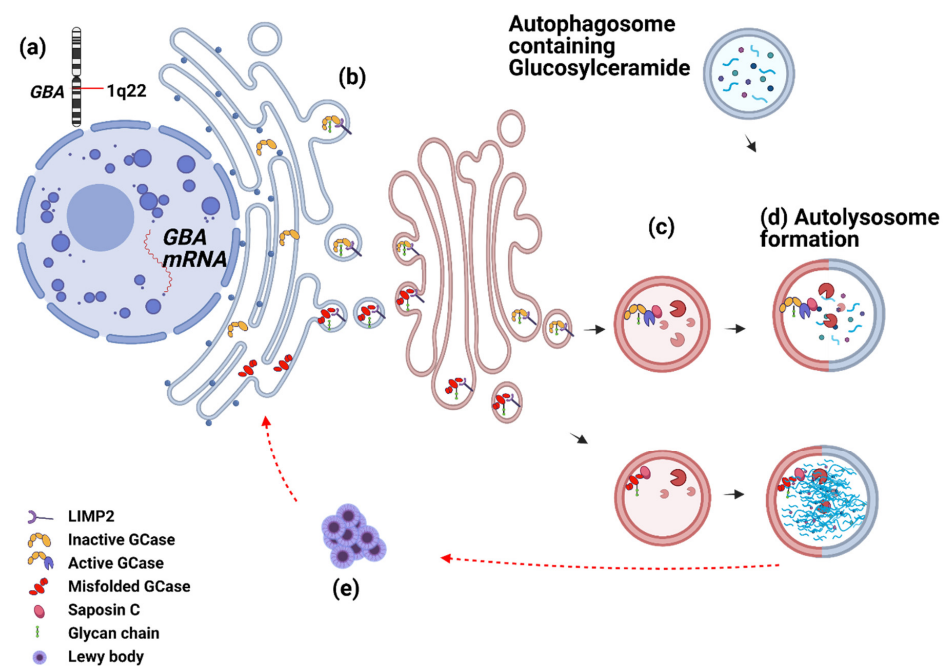 (a)
GBA
1q22
GBA
mRNA
(b)
Autophagosome
containing
Glucosylceramide
(c)
(d) Autolysosome
formation
(e)
LIMP2
Inactive GCase
Active GCase
Misfolded GCase
Saposin C
Glycan chain
Lewy body